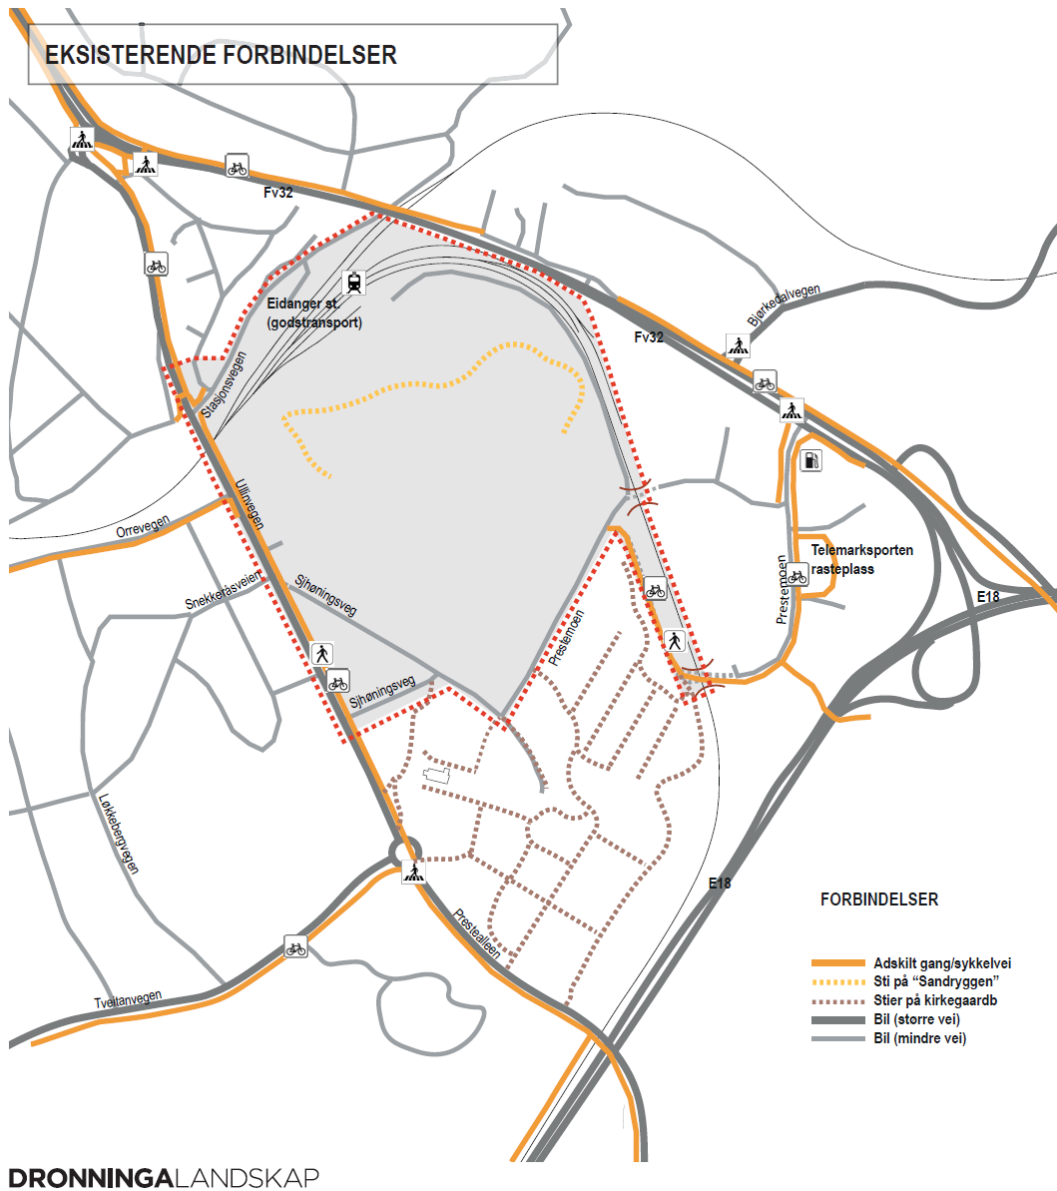 EKSISTERENDE FORBINDELSER
Fv32
Eidanger st
(godstransport)
Bjørkedalvegen
Fv32
Stasjonsvegen
Ullinvegen
Orrevegen
Telemarksporten
rasteplass
Snekkeråsveien
Sjhøningsveg
Prestemoen
Prestemoen
E18
Sjhøningsveg
Løkkebergvegen
E18
Prestealleen
Tveitanvegen
FORBINDELSER
Adskilt gang/sykkelvei
Sti på “Sandryggen”
Stier på kirkegaardb
Bil (større vei)
Bil (mindre vei)
DRONNINGALANDSKAP